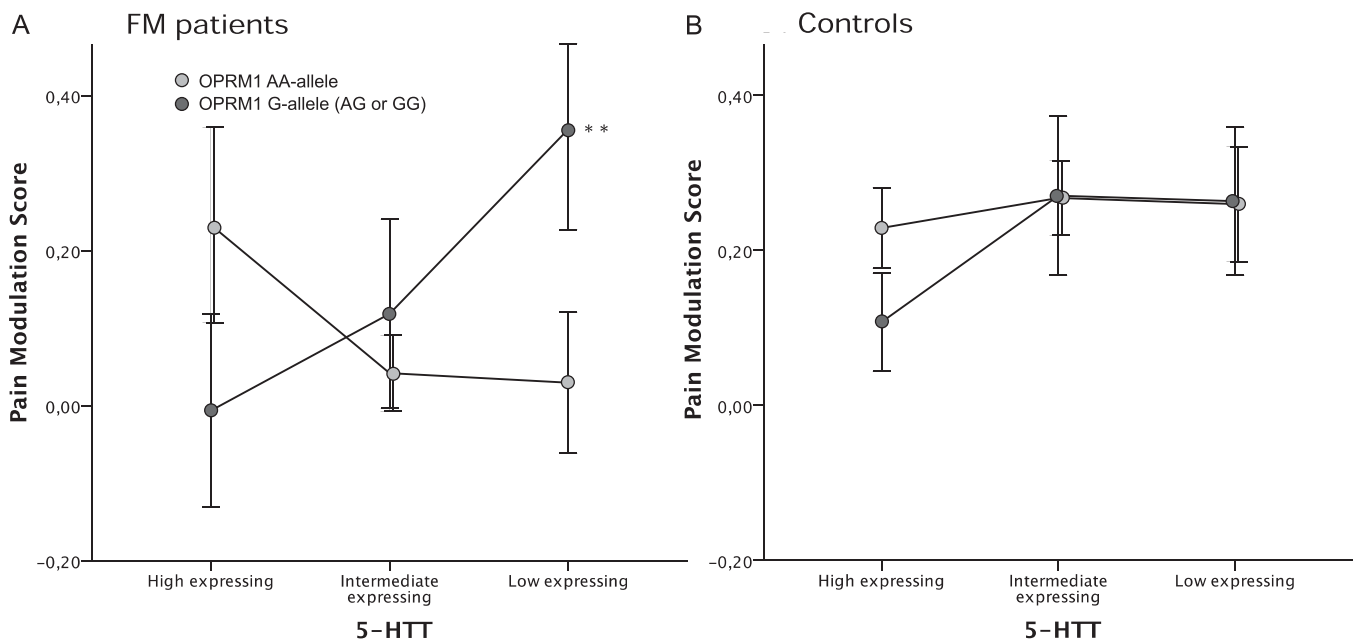 A
FM patients
OPRM1 AA-allele
OPRM1 G-allele (AG or GG)
0,40
0,20
0,00
−0,20
Pain Modulation Score
**
High expressing
Intermediate
expressing
Low expressing
5-HTT
B
Controls
0,40
0,20
0,00
−0,20
Pain Modulation Score
High expressing
Intermediate
expressing
Low expressing
5-HTT